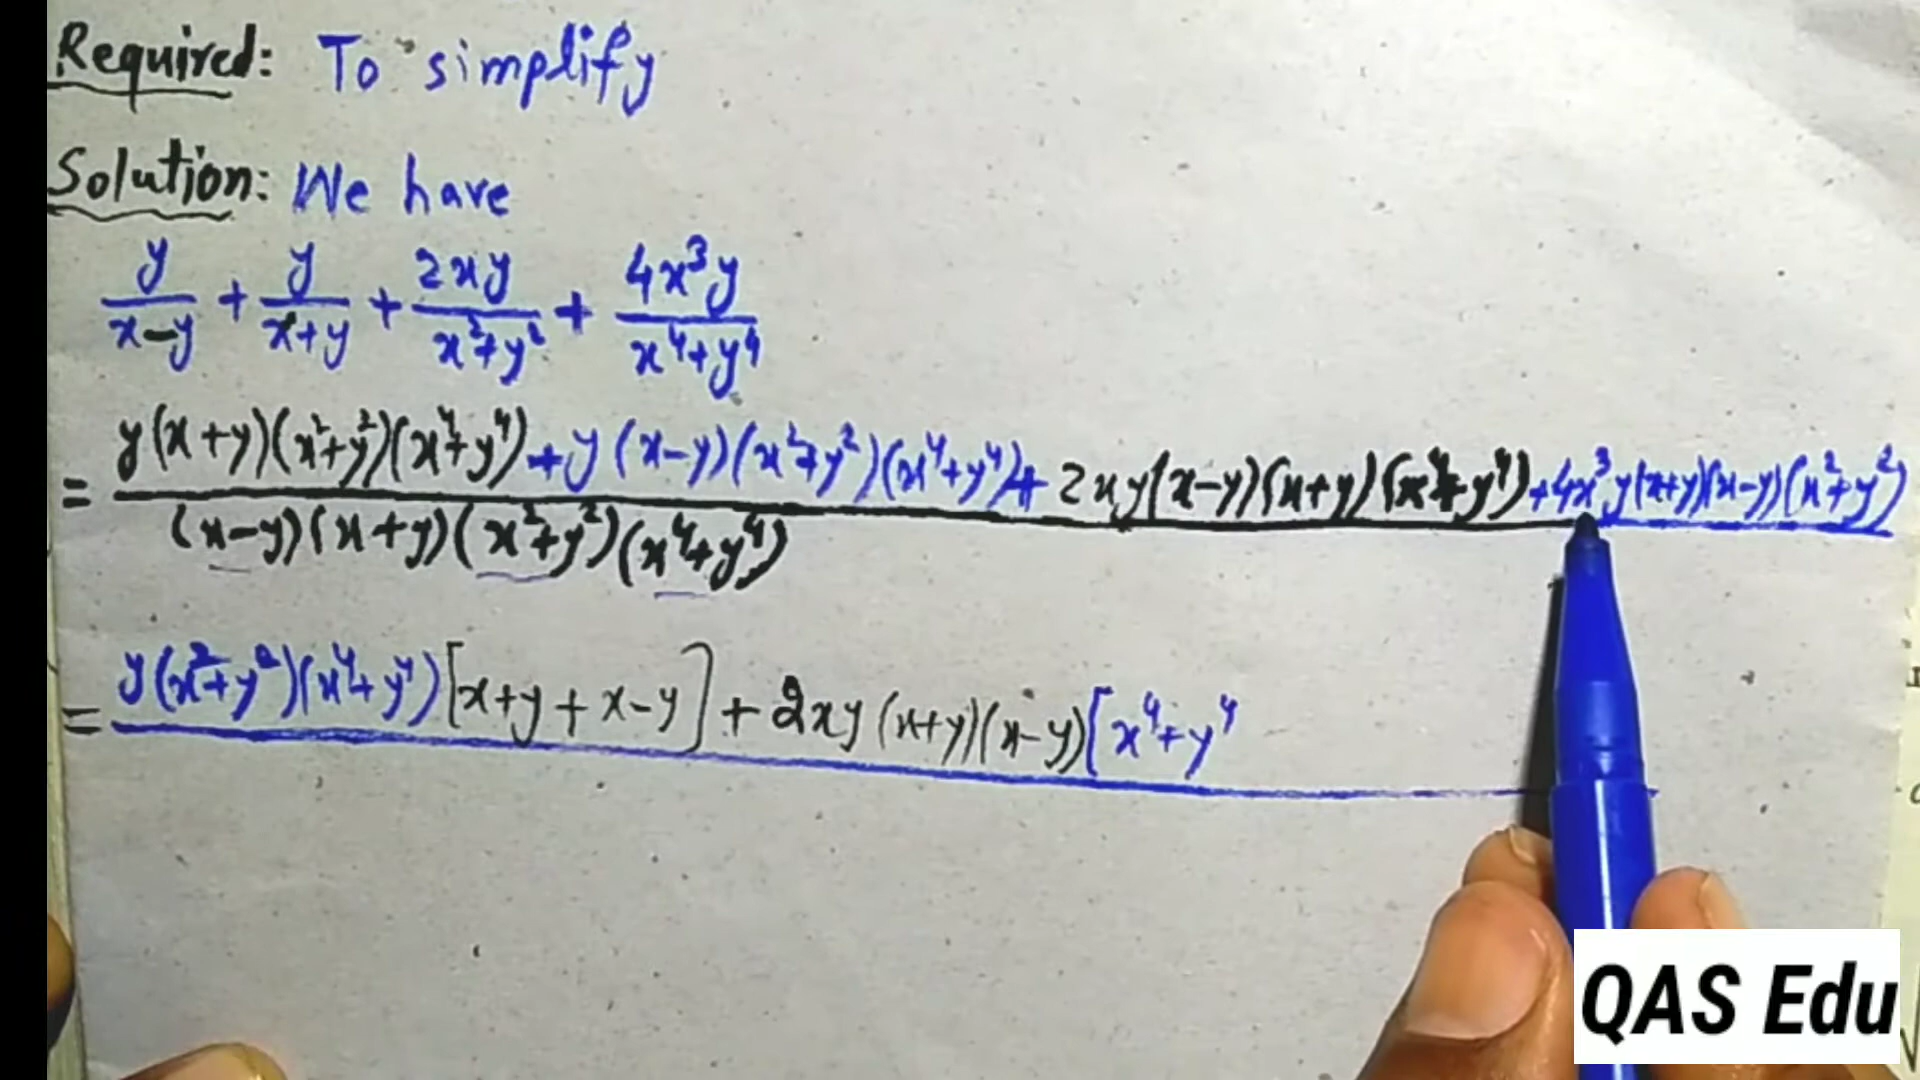 Required: To simplify
Solution: We have
y/(x-y) + y/(x+y) + 2xy/(x²+y²) + 4x³y/(x⁴+y⁴)
= y(x+y)(x²+y²)(x⁴+y⁴)+y(x-y)(x²+y²)(x⁴+y⁴)+2xy(x-y)(x+y)(x⁴+y⁴)+4x³y(x+y)(x-y)(x²+y²)
(x-y)(x+y)(x²+y²)(x⁴+y⁴)
= y(x²+y²)(x⁴+y⁴)[x+y+x-y]+2xy(x+y)(x-y)[x⁴+y⁴
QAS Edu